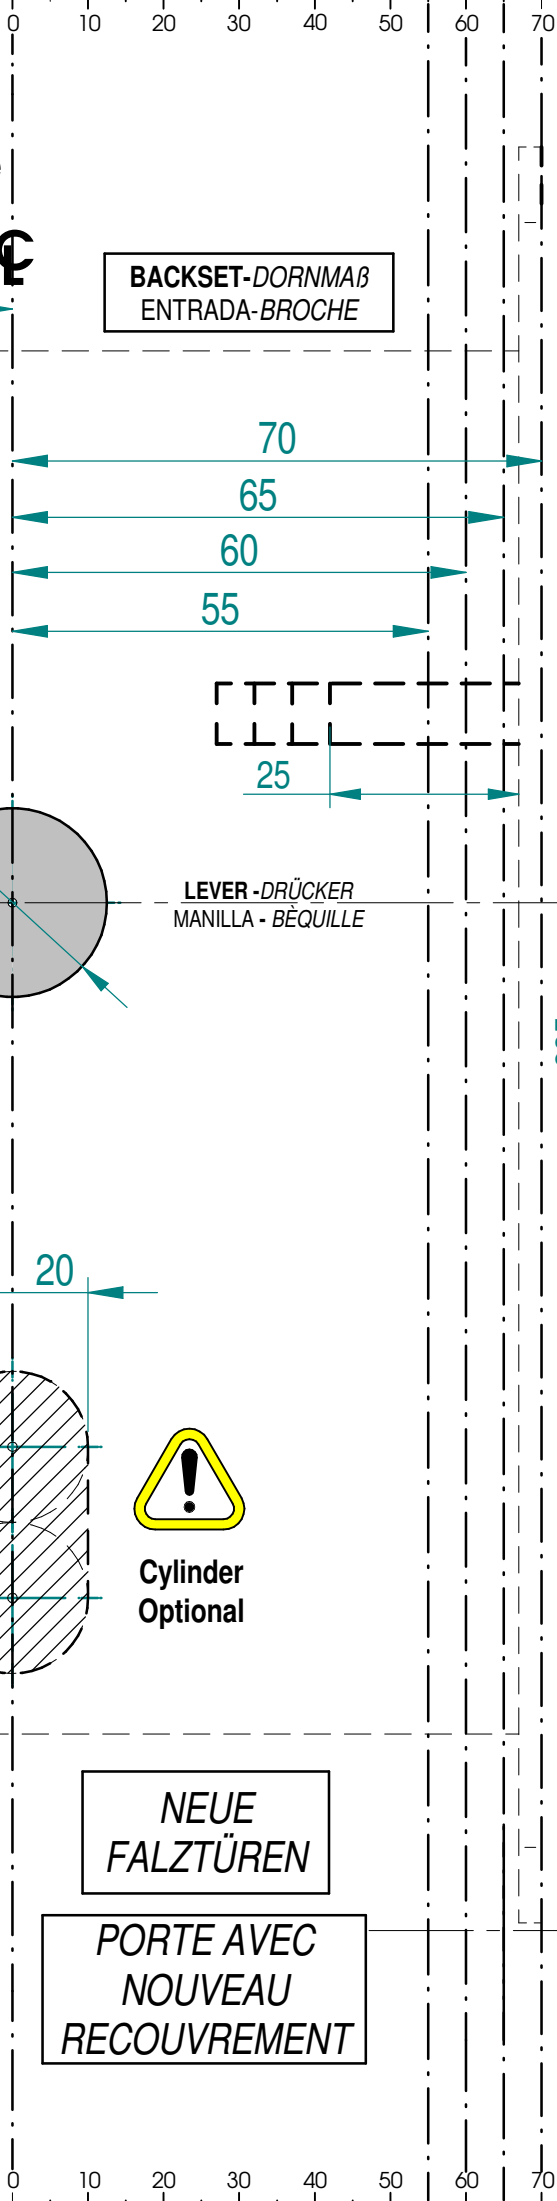 0 10 20 30 40 50 60 70
℄
BACKSET-DORNMAß
ENTRADA-BROCHE
70
65
60
55
25
LEVER -DRÜCKER
MANILLA - BÈQUILLE
20
Cylinder
Optional
NEUE
FALZTÜREN
PORTE AVEC
NOUVEAU
RECOUVREMENT
0 10 20 30 40 50 60 70